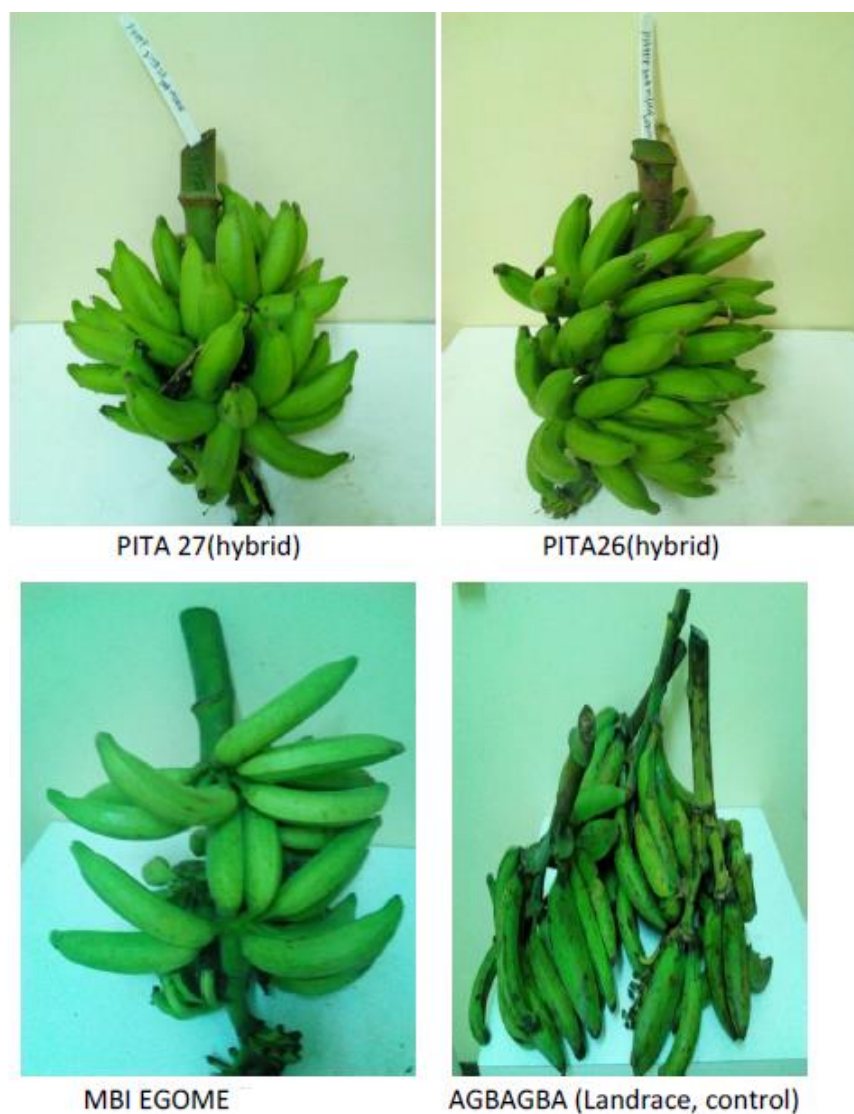 PITA 27(hybrid)
PITA26(hybrid)
MBI EGOME
AGBAGBA (Landrace, control)